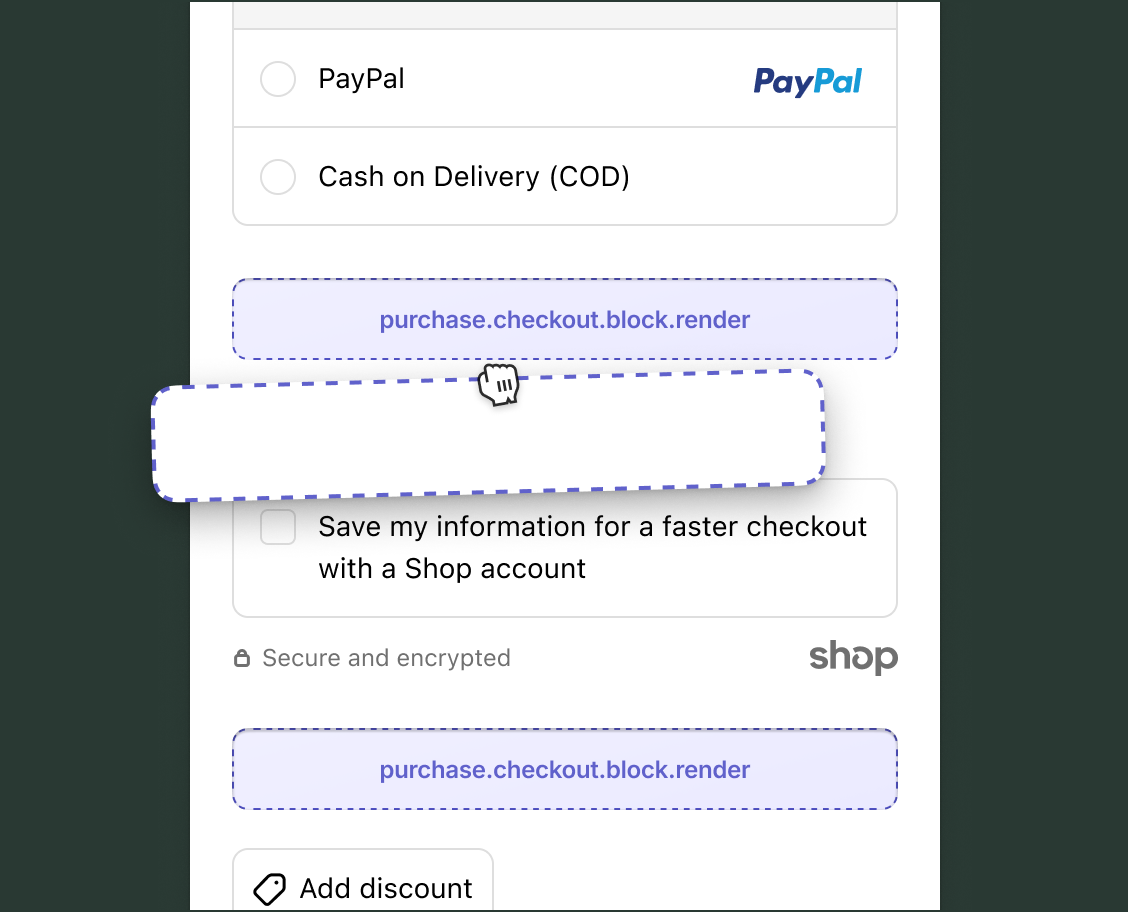 PayPal
PayPal
Cash on Delivery (COD)
purchase.checkout.block.render
Save my information for a faster checkout
with a Shop account
Secure and encrypted
shop
purchase.checkout.block.render
Add discount